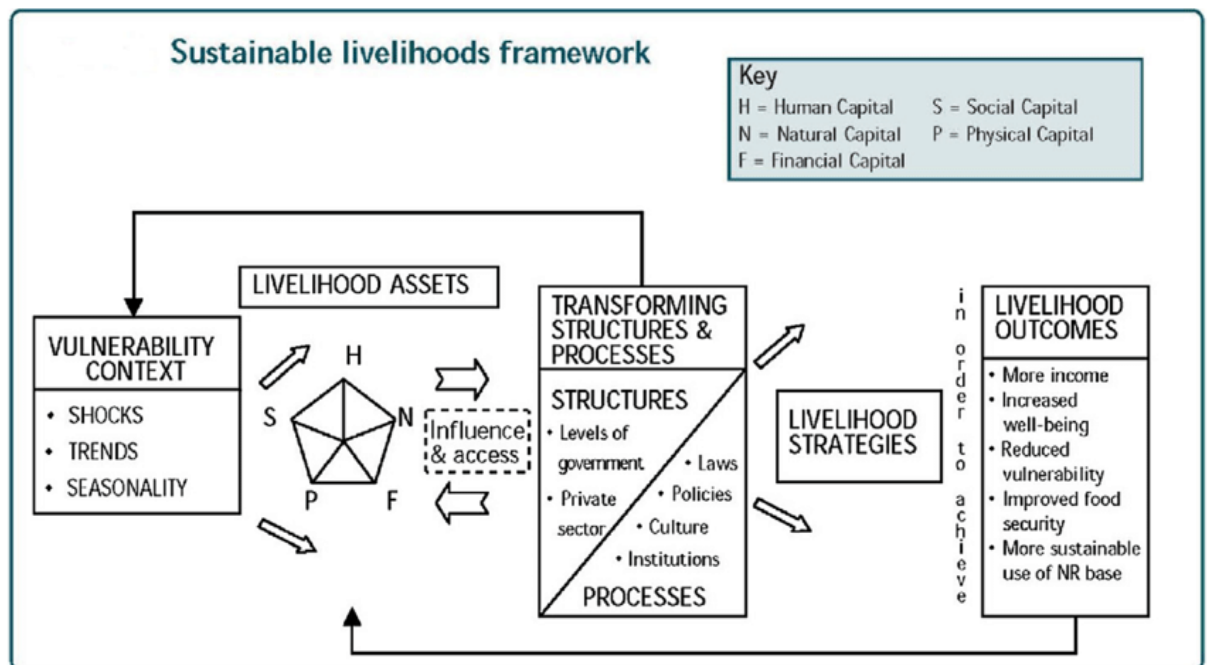 Sustainable livelihoods framework
Key
H = Human Capital S = Social Capital
N = Natural Capital P = Physical Capital
F = Financial Capital
LIVELIHOOD ASSETS
VULNERABILITY
CONTEXT
• SHOCKS
• TRENDS
• SEASONALITY
H
S
N
P
F
Influence
& access
TRANSFORMING
STRUCTURES &
PROCESSES
STRUCTURES
• Levels of
government
• Private
sector
• Laws
• Policies
• Culture
• Institutions
PROCESSES
LIVELIHOOD
STRATEGIES
in order to achieve
LIVELIHOOD
OUTCOMES
• More income
• Increased
well-being
• Reduced
vulnerability
• Improved food
security
• More sustainable
use of NR base